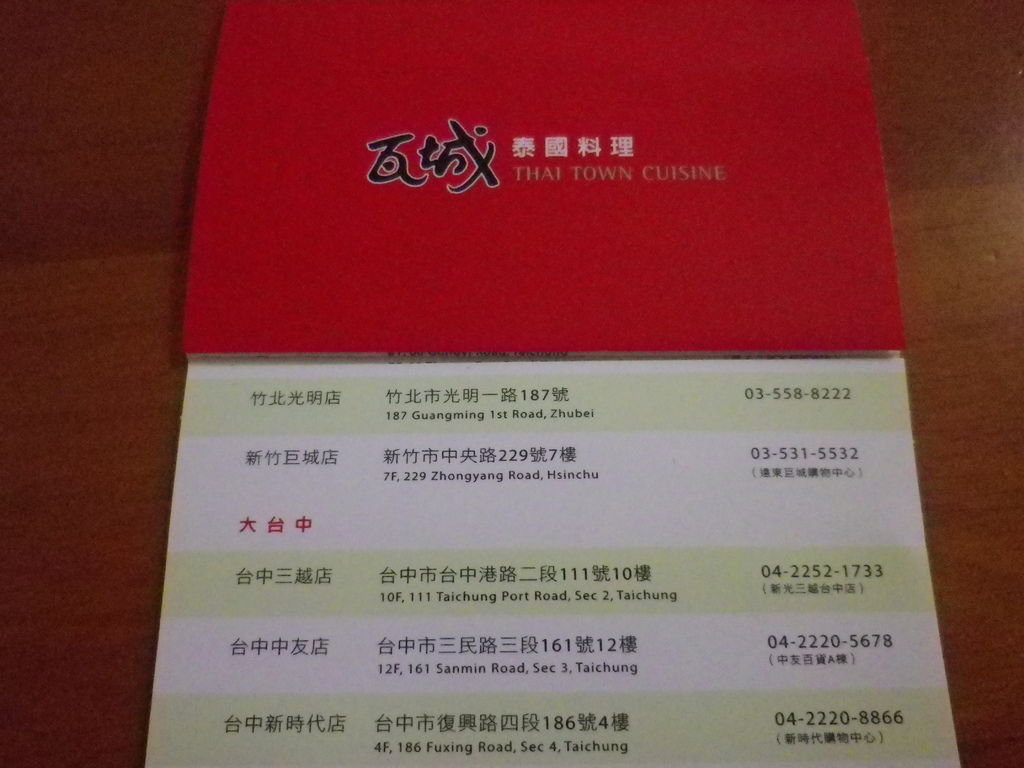 瓦城 泰國料理
THAI TOWN CUISINE
竹北光明店 竹北市光明一路187號 03-558-8222
187 Guangming 1st Road, Zhubei
新竹巨城店 新竹市中央路229號7樓 03-531-5532
7F, 229 Zhongyang Road, Hsinchu (遠東巨城購物中心)
大台中
台中三越店 台中市台中港路二段111號10樓 04-2252-1733
10F, 111 Taichung Port Road, Sec 2, Taichung (新光三越台中店)
台中中友店 台中市三民路三段161號12樓 04-2220-5678
12F, 161 Sanmin Road, Sec 3, Taichung (中友百貨A棟)
台中新時代店 台中市復興路四段186號4樓 04-2220-8866
4F, 186 Fuxing Road, Sec 4, Taichung (新時代購物中心)